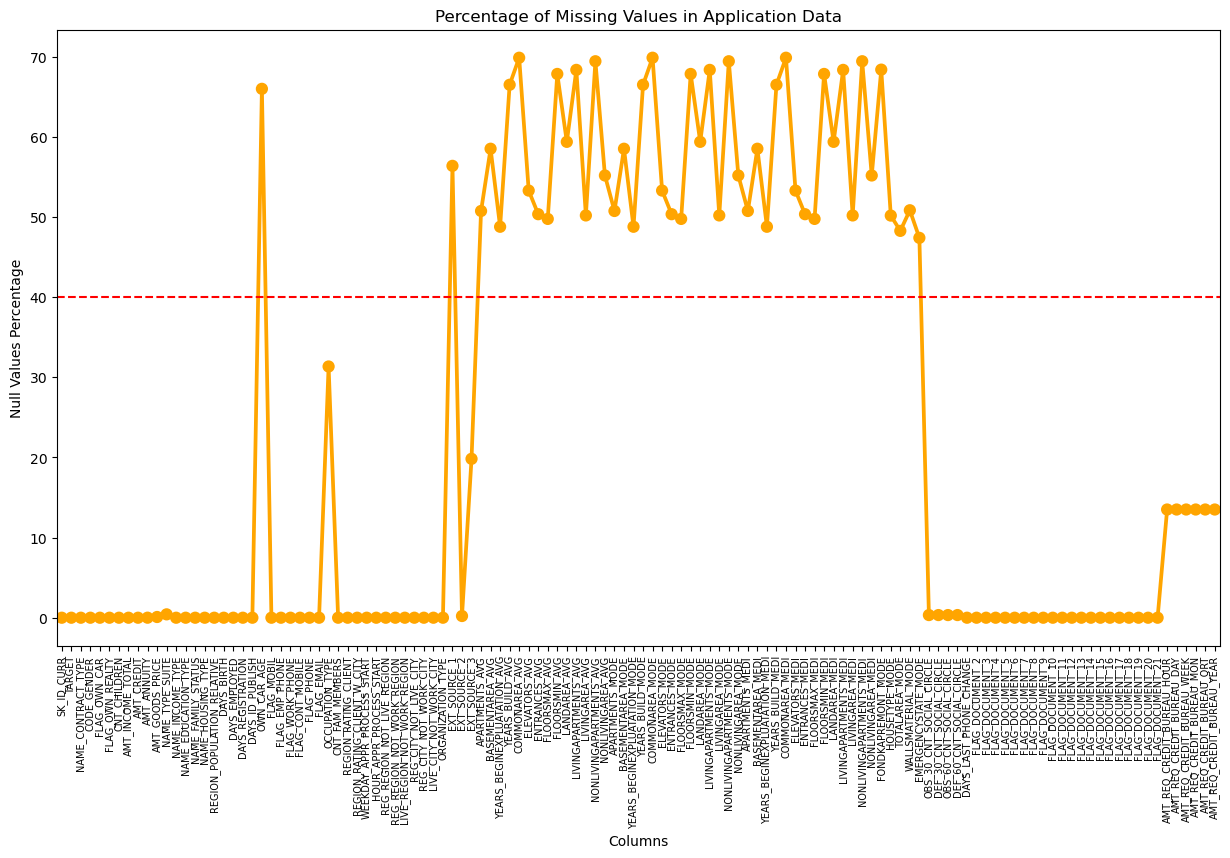 Percentage of Missing Values in Application Data
Null Values Percentage
70
60
50
40
30
20
10
0
SK_ID_CURR
TARGET
NAME_CONTRACT_TYPE
CODE_GENDER
FLAG_OWN_CAR
FLAG_OWN_REALTY
CNT_CHILDREN
AMT_INCOME_TOTAL
AMT_CREDIT
AMT_ANNUITY
AMT_GOODS_PRICE
NAME_TYPE_SUITE
NAME_INCOME_TYPE
NAME_EDUCATION_TYPE
NAME_FAMILY_STATUS
NAME_HOUSING_TYPE
REGION_POPULATION_RELATIVE
DAYS_BIRTH
DAYS_EMPLOYED
DAYS_REGISTRATION
DAYS_ID_PUBLISH
OWN_CAR_AGE
FLAG_MOBIL
FLAG_EMP_PHONE
FLAG_WORK_PHONE
FLAG_CONT_MOBILE
FLAG_PHONE
FLAG_EMAIL
OCCUPATION_TYPE
CNT_FAM_MEMBERS
REGION_RATING_CLIENT
REGION_RATING_CLIENT_W_CITY
WEEKDAY_APPR_PROCESS_START
HOUR_APPR_PROCESS_START
REG_REGION_NOT_LIVE_REGION
REG_REGION_NOT_WORK_REGION
LIVE_REGION_NOT_WORK_REGION
REG_CITY_NOT_LIVE_CITY
REG_CITY_NOT_WORK_CITY
LIVE_CITY_NOT_WORK_CITY
ORGANIZATION_TYPE
EXT_SOURCE_1
EXT_SOURCE_2
EXT_SOURCE_3
APARTMENTS_AVG
BASEMENTAREA_AVG
YEARS_BEGINEXPLUATATION_AVG
YEARS_BUILD_AVG
COMMONAREA_AVG
ELEVATORS_AVG
ENTRANCES_AVG
FLOORSMAX_AVG
FLOORSMIN_AVG
LANDAREA_AVG
LIVINGAPARTMENTS_AVG
LIVINGAREA_AVG
NONLIVINGAPARTMENTS_AVG
NONLIVINGAREA_AVG
APARTMENTS_MODE
BASEMENTAREA_MODE
YEARS_BEGINEXPLUATATION_MODE
YEARS_BUILD_MODE
COMMONAREA_MODE
ELEVATORS_MODE
ENTRANCES_MODE
FLOORSMAX_MODE
FLOORSMIN_MODE
LANDAREA_MODE
LIVINGAPARTMENTS_MODE
LIVINGAREA_MODE
NONLIVINGAPARTMENTS_MODE
NONLIVINGAREA_MODE
APARTMENTS_MEDI
BASEMENTAREA_MEDI
YEARS_BEGINEXPLUATATION_MEDI
YEARS_BUILD_MEDI
COMMONAREA_MEDI
ELEVATORS_MEDI
ENTRANCES_MEDI
FLOORSMAX_MEDI
FLOORSMIN_MEDI
LANDAREA_MEDI
LIVINGAPARTMENTS_MEDI
LIVINGAREA_MEDI
NONLIVINGAPARTMENTS_MEDI
NONLIVINGAREA_MEDI
FONDKAPREMONT_MODE
HOUSETYPE_MODE
TOTALAREA_MODE
WALLSMATERIAL_MODE
EMERGENCYSTATE_MODE
OBS_30_CNT_SOCIAL_CIRCLE
DEF_30_CNT_SOCIAL_CIRCLE
OBS_60_CNT_SOCIAL_CIRCLE
DEF_60_CNT_SOCIAL_CIRCLE
DAYS_LAST_PHONE_CHANGE
FLAG_DOCUMENT_2
FLAG_DOCUMENT_3
FLAG_DOCUMENT_4
FLAG_DOCUMENT_5
FLAG_DOCUMENT_6
FLAG_DOCUMENT_7
FLAG_DOCUMENT_8
FLAG_DOCUMENT_9
FLAG_DOCUMENT_10
FLAG_DOCUMENT_11
FLAG_DOCUMENT_12
FLAG_DOCUMENT_13
FLAG_DOCUMENT_14
FLAG_DOCUMENT_15
FLAG_DOCUMENT_16
FLAG_DOCUMENT_17
FLAG_DOCUMENT_18
FLAG_DOCUMENT_19
FLAG_DOCUMENT_20
FLAG_DOCUMENT_21
AMT_REQ_CREDIT_BUREAU_HOUR
AMT_REQ_CREDIT_BUREAU_DAY
AMT_REQ_CREDIT_BUREAU_WEEK
AMT_REQ_CREDIT_BUREAU_MON
AMT_REQ_CREDIT_BUREAU_QRT
AMT_REQ_CREDIT_BUREAU_YEAR
Columns